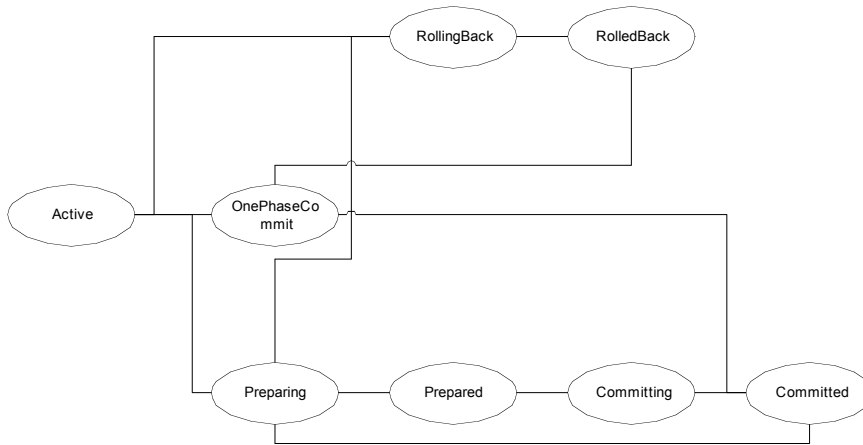 RollingBack
RolledBack
Active
OnePhaseCo
mmit
Preparing
Prepared
Committing
Committed